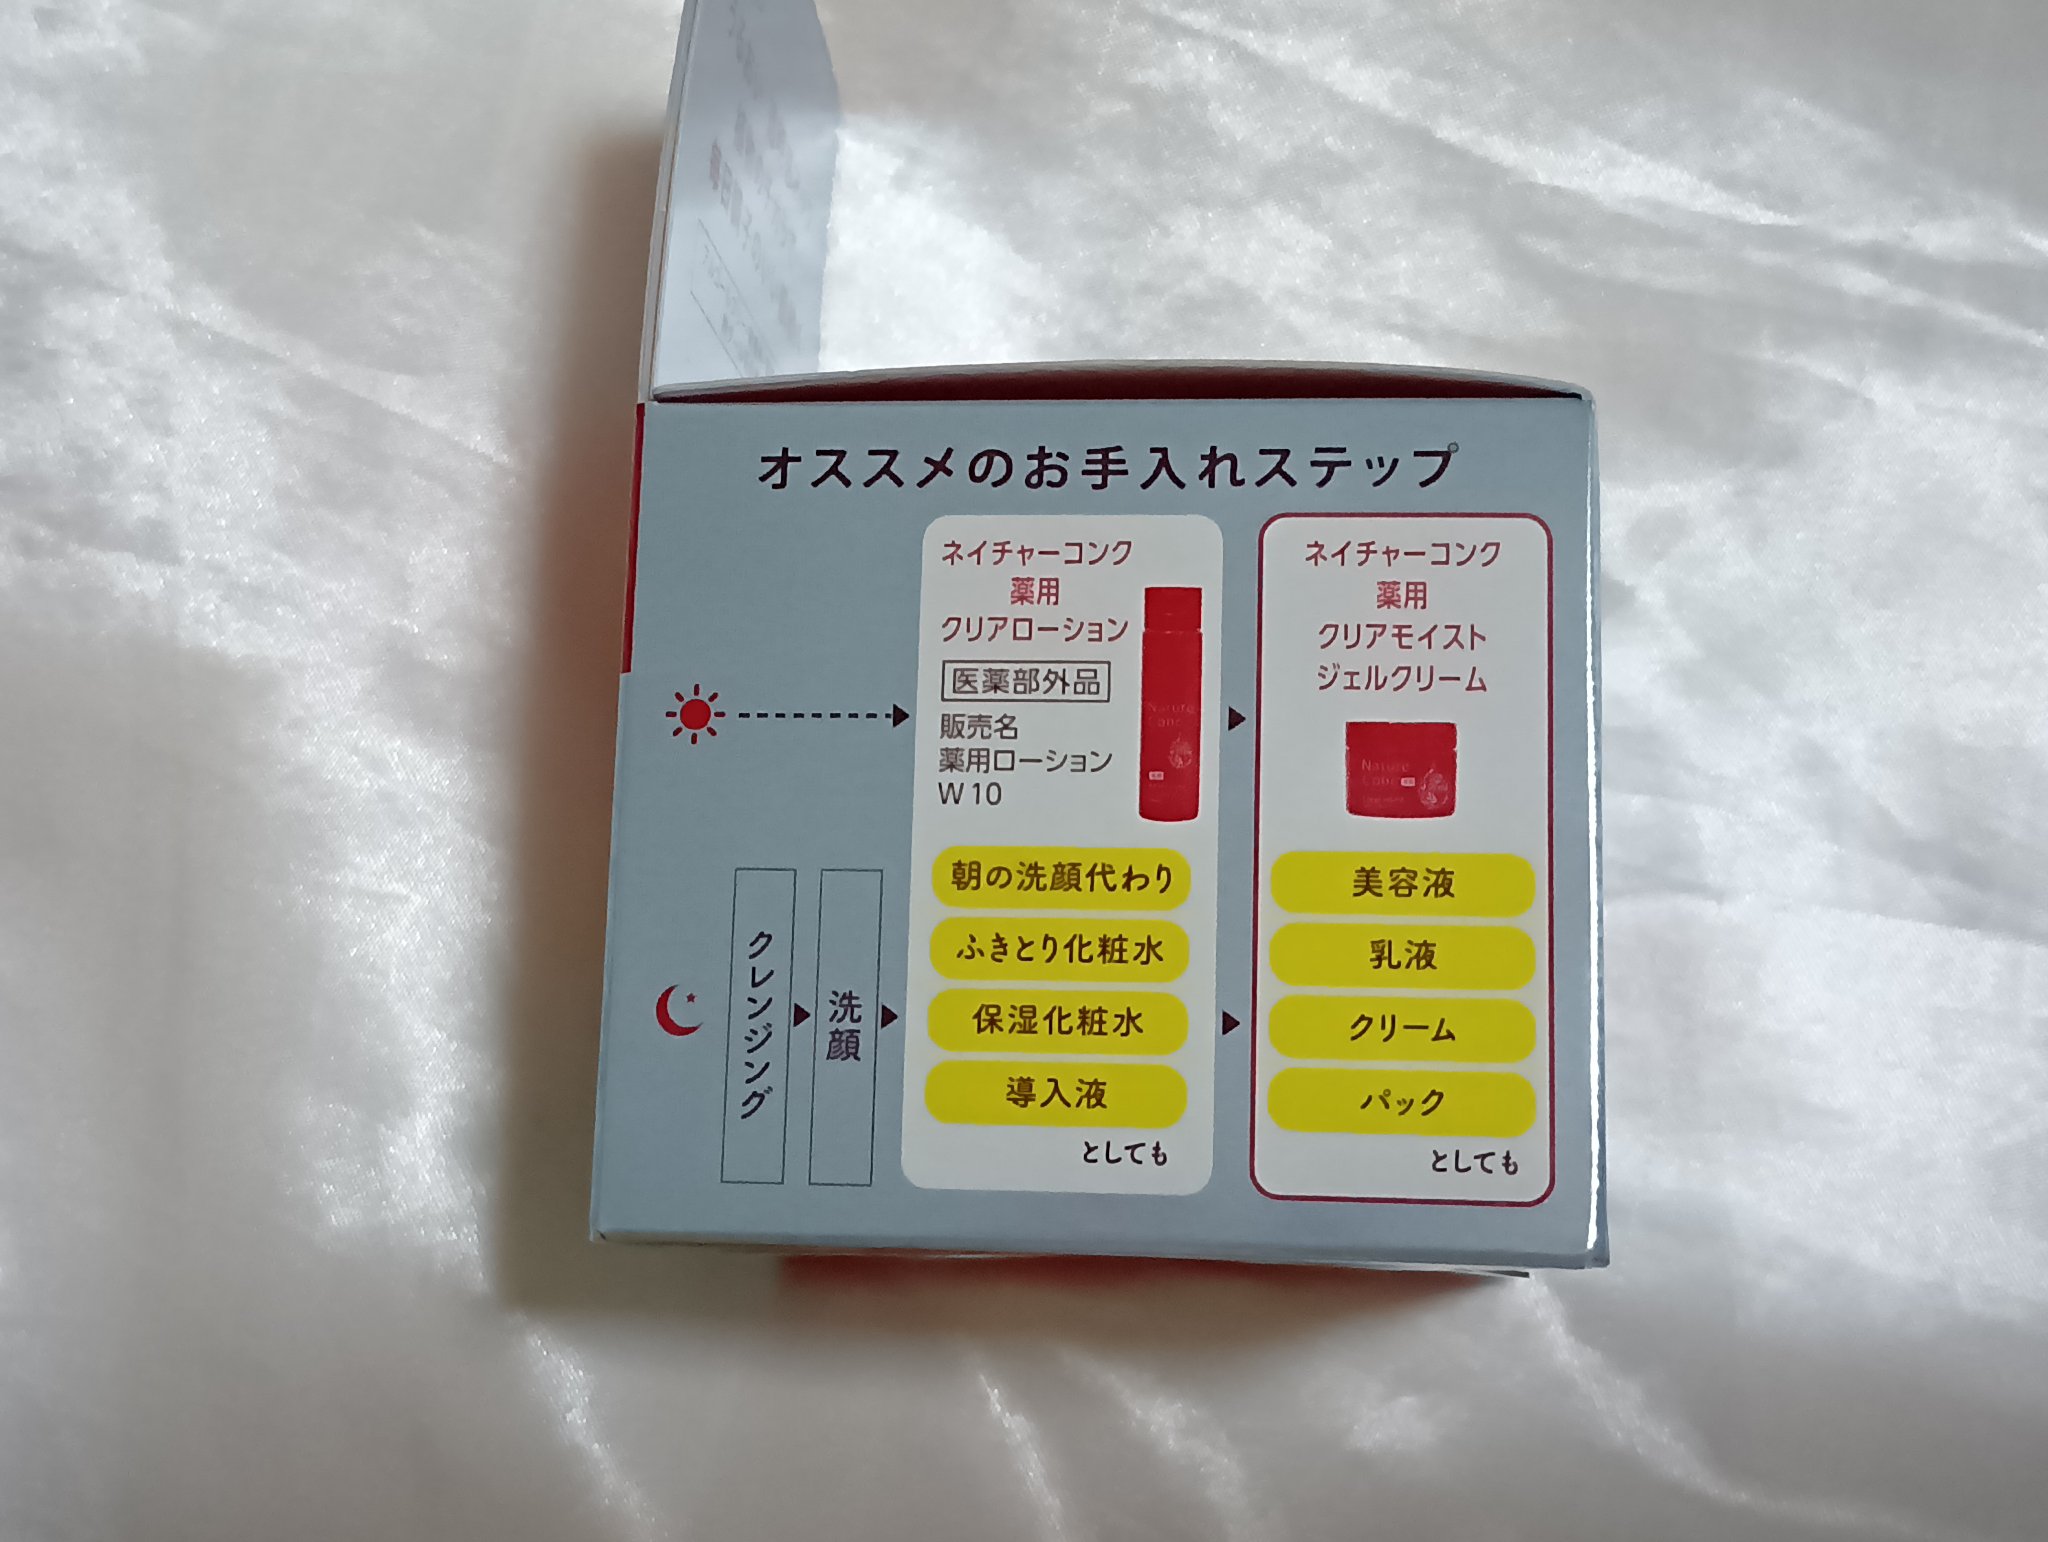 オススメのお手入れステップ
ネイチャーコンク
薬用
クリアローション
医薬部外品
販売名
薬用ローション
W10
Nature
Conc
朝の洗顔代わり
ふきとり化粧水
保湿化粧水
導入液
としても
ネイチャーコンク
薬用
クリアモイスト
ジェルクリーム
Nature
Conc
薬用
美容液
乳液
クリーム
パック
としても
クレンジング
洗顔